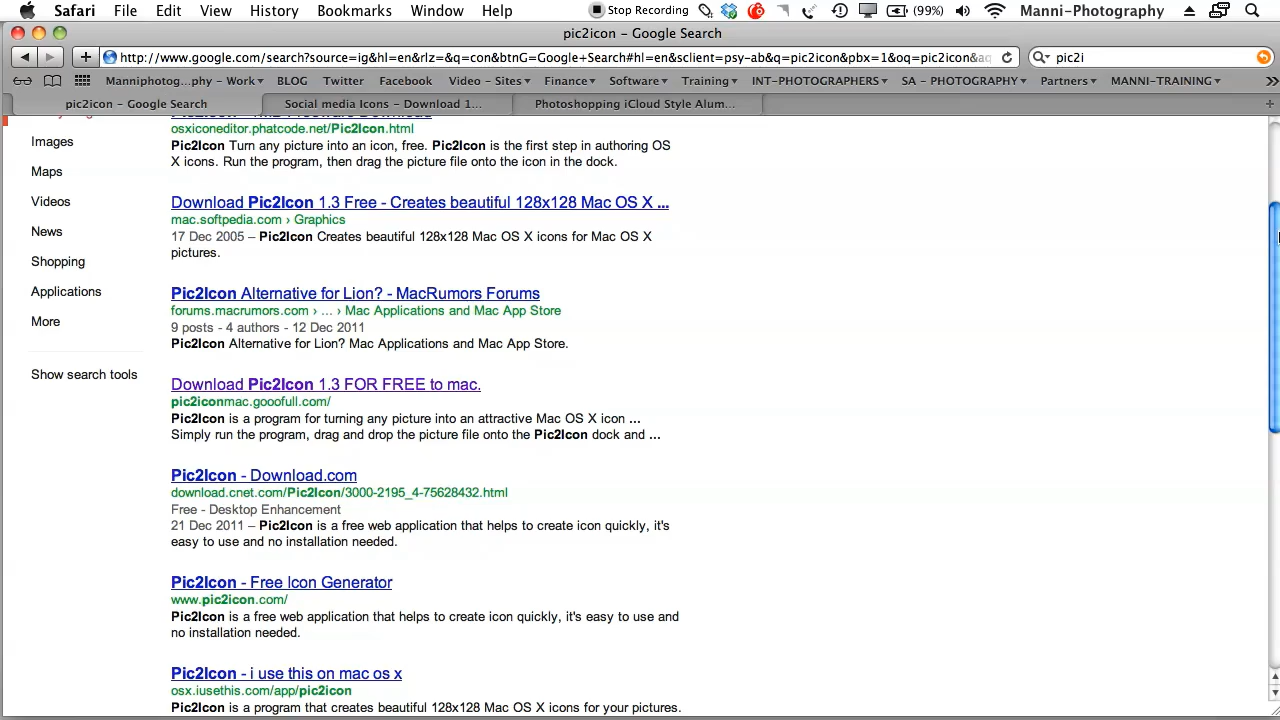 Safari File Edit View History Bookmarks Window Help Stop Recording (99%) Manni-Photography
pic2icon – Google Search
http://www.google.com/search?source=ig&hl=en&rlz=&q=con&btnG=Google+Search#hl=en&sclient=psy-ab&q=pic2icon&pbx=1&oq=pic2icon&aq pic2i
Manniphotog...phy - Work BLOG Twitter Facebook Video - Sites Finance Software Training INT-PHOTOGRAPHERS SA - PHOTOGRAPHY Partners MANNI-TRAINING
pic2icon – Google Search Social media Icons – Download 1... Photoshopping iCloud Style Alum...
osxiconeditor.phatcode.net/Pic2Icon.html
Images
Pic2Icon Turn any picture into an icon, free. Pic2Icon is the first step in authoring OS
X icons. Run the program, then drag the picture file onto the icon in the dock.
Maps
Videos
Download Pic2Icon 1.3 Free - Creates beautiful 128x128 Mac OS X ...
mac.softpedia.com › Graphics
News
17 Dec 2005 – Pic2Icon Creates beautiful 128x128 Mac OS X icons for Mac OS X
pictures.
Shopping
Applications
Pic2Icon Alternative for Lion? - MacRumors Forums
forums.macrumors.com › ... › Mac Applications and Mac App Store
More
9 posts - 4 authors - 12 Dec 2011
Pic2Icon Alternative for Lion? Mac Applications and Mac App Store.
Show search tools
Download Pic2Icon 1.3 FOR FREE to mac.
pic2iconmac.gooofull.com/
Pic2Icon is a program for turning any picture into an attractive Mac OS X icon ...
Simply run the program, drag and drop the picture file onto the Pic2Icon dock and ...
Pic2Icon - Download.com
download.cnet.com/Pic2Icon/3000-2195_4-75628432.html
Free - Desktop Enhancement
21 Dec 2011 – Pic2Icon is a free web application that helps to create icon quickly, it's
easy to use and no installation needed.
Pic2Icon - Free Icon Generator
www.pic2icon.com/
Pic2Icon is a free web application that helps to create icon quickly, it's easy to use and
no installation needed.
Pic2Icon - i use this on mac os x
osx.iusethis.com/app/pic2icon
Pic2Icon is a program that creates beautiful 128x128 Mac OS X icons for your pictures.